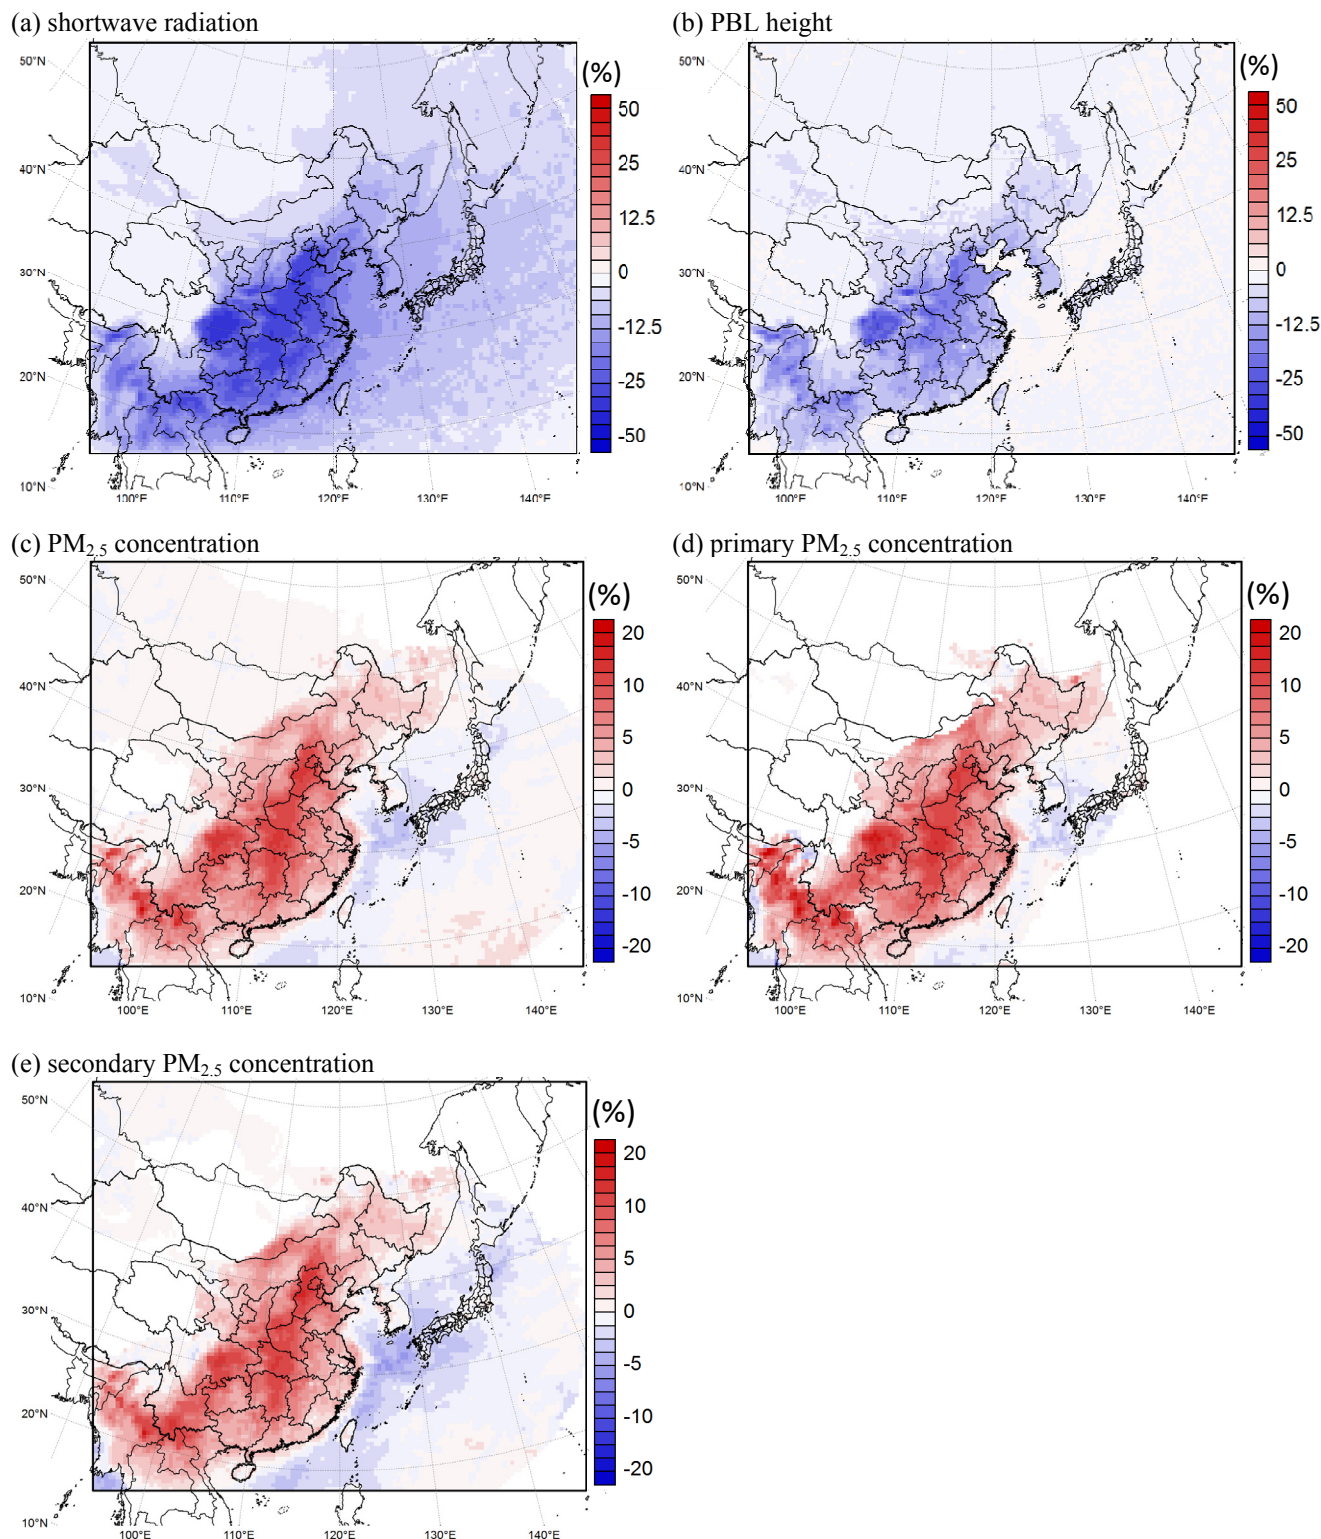 (a) shortwave radiation
(b) PBL height
50°N
40°N
30°N
20°N
10°N
100°E
110°E
120°E
130°E
140°E
(%)
50
25
12.5
0
-12.5
-25
-50
50°N
40°N
30°N
20°N
10°N
100°E
110°E
120°E
130°E
140°E
(%)
50
25
12.5
0
-12.5
-25
-50
(c) PM2.5 concentration
(d) primary PM2.5 concentration
50°N
40°N
30°N
20°N
10°N
100°E
110°E
120°E
130°E
140°E
(%)
20
10
5
0
-5
-10
-20
50°N
40°N
30°N
20°N
10°N
100°E
110°E
120°E
130°E
140°E
(%)
20
10
5
0
-5
-10
-20
(e) secondary PM2.5 concentration
50°N
40°N
30°N
20°N
10°N
100°E
110°E
120°E
130°E
140°E
(%)
20
10
5
0
-5
-10
-20